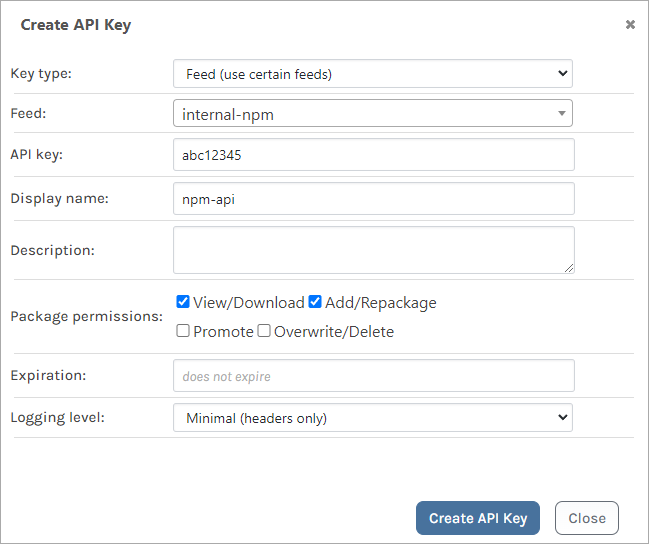 Create API Key ✖
Key type: Feed (use certain feeds)
Feed: internal-npm
API key: abc12345
Display name: npm-api
Description:
Package permissions: View/Download Add/Repackage
Promote Overwrite/Delete
Expiration: does not expire
Logging level: Minimal (headers only)
Create API Key Close